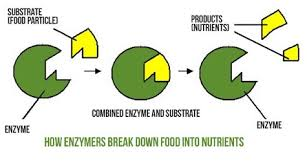 SUBSTRATE
(FOOD PARTICLE)
PRODUCTS
(NUTRIENTS)
COMBINED ENZYME AND SUBSTRATE
ENZYME
ENZYME
HOW ENZYMERS BREAK DOWN FOOD INTO NUTRIENTS